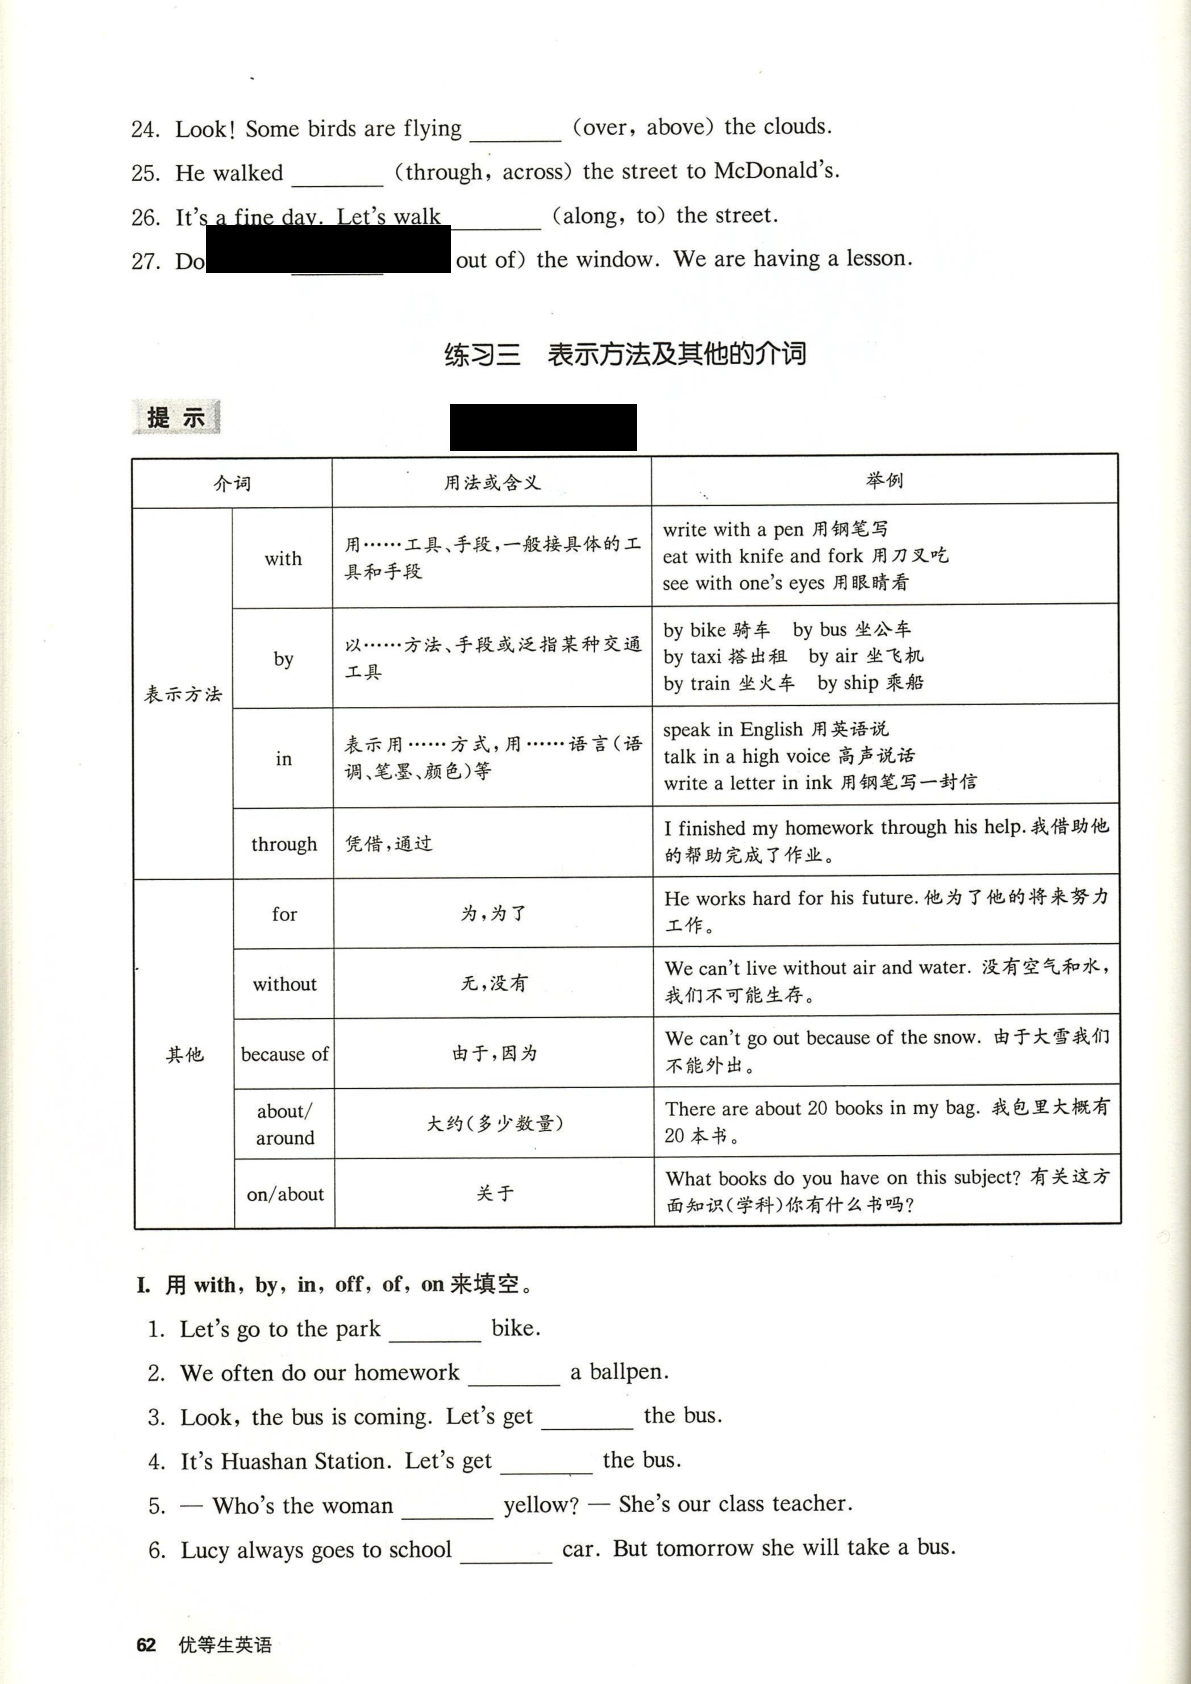 24. Look! Some birds are flying ________ (over, above) the clouds.
25. He walked ________ (through, across) the street to McDonald's.
26. It's a fine day. Let's walk ________ (along, to) the street.
27. Do out of) the window. We are having a lesson.
练习三 表示方法及其他的介词
提 示
介词 用法或含义 举例
表示方法
with
用……工具、手段,一般接具体的工
具和手段
write with a pen 用钢笔写
eat with knife and fork 用刀叉吃
see with one's eyes 用眼睛看
by
以……方法、手段或泛指某种交通
工具
by bike 骑车 by bus 坐公车
by taxi 搭出租 by air 坐飞机
by train 坐火车 by ship 乘船
in
表示用……方式,用……语言(语
调、笔墨、颜色)等
speak in English 用英语说
talk in a high voice 高声说话
write a letter in ink 用钢笔写一封信
through
凭借,通过
I finished my homework through his help. 我借助他
的帮助完成了作业。
其他
for
为,为了
He works hard for his future. 他为了他的将来努力
工作。
without
无,没有
We can't live without air and water. 没有空气和水,
我们不可能生存。
because of
由于,因为
We can't go out because of the snow. 由于大雪我们
不能外出。
about/
around
大约(多少数量)
There are about 20 books in my bag. 我包里大概有
20本书。
on/about
关于
What books do you have on this subject? 有关这方
面知识(学科)你有什么书吗?
I. 用 with, by, in, off, of, on 来填空。
1. Let's go to the park ________ bike.
2. We often do our homework ________ a ballpen.
3. Look, the bus is coming. Let's get ________ the bus.
4. It's Huashan Station. Let's get ________ the bus.
5. — Who's the woman ________ yellow? — She's our class teacher.
6. Lucy always goes to school ________ car. But tomorrow she will take a bus.
62 优等生英语